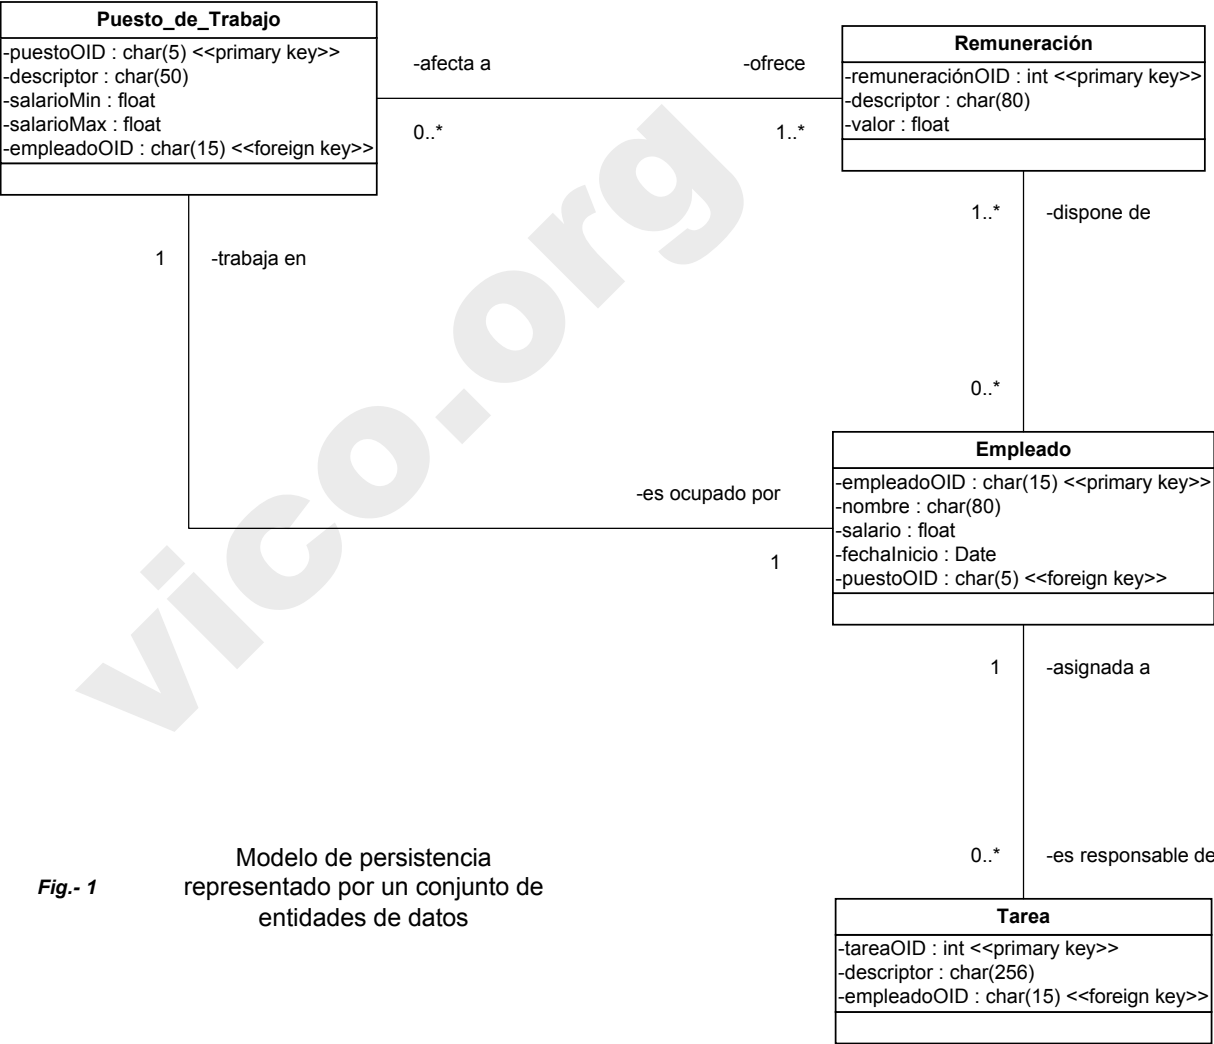 Puesto_de_Trabajo
-puestoOID : char(5) <<primary key>>
-descriptor : char(50)
-salarioMin : float
-salarioMax : float
-empleadoOID : char(15) <<foreign key>>
-afecta a
-ofrece
0..*
1..*
Remuneración
-remuneraciónOID : int <<primary key>>
-descriptor : char(80)
-valor : float
1..*
-dispone de
1
-trabaja en
0..*
Empleado
-empleadoOID : char(15) <<primary key>>
-nombre : char(80)
-salario : float
-fechaInicio : Date
-puestoOID : char(5) <<foreign key>>
-es ocupado por
1
1
-asignada a
0..*
-es responsable de
Tarea
-tareaOID : int <<primary key>>
-descriptor : char(256)
-empleadoOID : char(15) <<foreign key>>
Fig.- 1
Modelo de persistencia
representado por un conjunto de
entidades de datos
vico.org